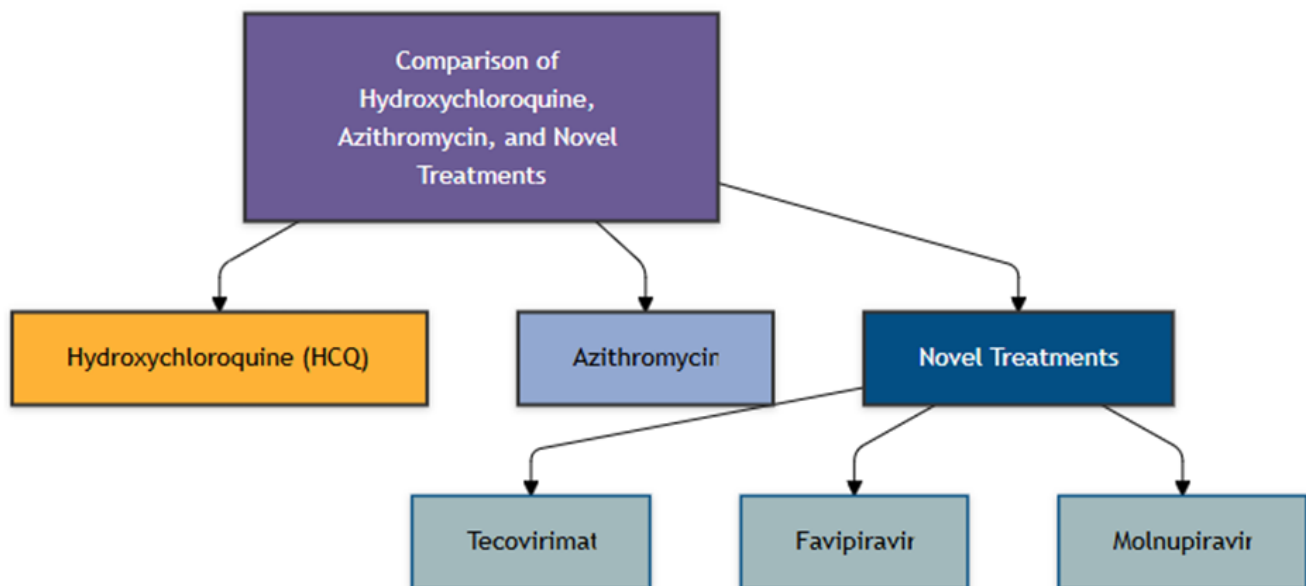 Comparison of
Hydroxychloroquine,
Azithromycin, and Novel
Treatments
Hydroxychloroquine (HCQ)
Azithromycin
Novel Treatments
Tecovirimat
Favipiravir
Molnupiravir